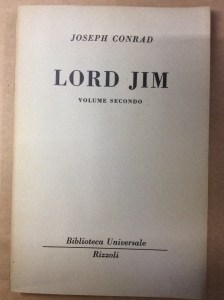 JOSEPH CONRAD
LORD JIM
VOLUME SECONDO
Biblioteca Universale
Rizzoli